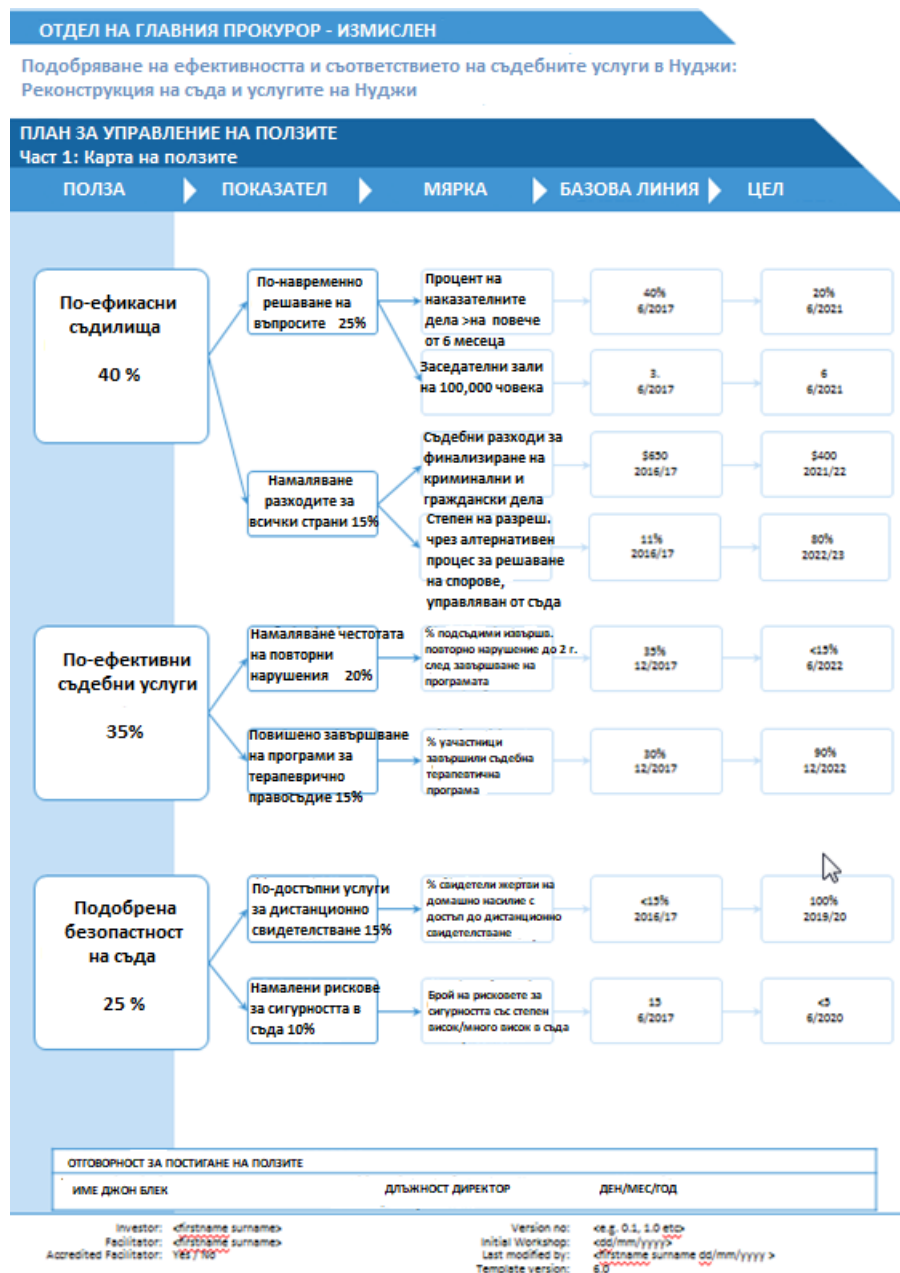 ОТДЕЛ НА ГЛАВНИЯ ПРОКУРОР - ИЗМИСЛЕН
Подобряване на ефективността и съответствието на съдебните услуги в Нуджи:
Реконструкция на съда и услугите на Нуджи
ПЛАН ЗА УПРАВЛЕНИЕ НА ПОЛЗИТЕ
Част 1: Карта на ползите
ПОЛЗА
ПОКАЗАТЕЛ
МЯРКА
БАЗОВА ЛИНИЯ
ЦЕЛ
По-ефикасни
съдилища
40 %
По-навременно
решаване на
въпросите 25%
Процент на
наказателните
дела >на повече
от 6 месеца
40%
6/2017
20%
6/2021
Заседателни зали
на 100,000 човека
3.
6/2017
6
6/2021
Намаляване
разходите за
всички страни 15%
Съдебни разходи за
финализиране на
криминални и
граждански дела
$650
2016/17
$400
2021/22
Степен на разреш.
чрез алтернативен
процес за решаване
на спорове,
управляван от съда
11%
2016/17
80%
2022/23
По-ефективни
съдебни услуги
35%
Намаляване честотата
на повторни
нарушения 20%
% подсъдими извърша.
повторно нарушение до 2 г.
след завършване на
програмата
35%
12/2017
<15%
6/2022
Повишено завършване
на програми за
терапеврично
правосъдие 15%
% уачастници
завършили съдебна
терапевтична
програма
30%
12/2017
90%
12/2022
Подобрена
безопастност
на съда
25 %
По-достъпни услуги
за дистанционно
свидетелстване 15%
% свидетели жертви на
домашно насилие с
достъп до дистанционно
свидетелстване
<15%
2016/17
100%
2019/20
Намалени рискове
за сигурността в
съда 10%
Брой на рисковете за
сигурността със степен
висок/много висок в съда
15
6/2017
<5
6/2020
ОТГОВОРНОСТ ЗА ПОСТИГАНЕ НА ПОЛЗИТЕ
ИМЕ ДЖОН БЛЕК
ДЛЪЖНОСТ ДИРЕКТОР
ДЕН/МЕС/ГОД
Investor: <firstname surname>
Facilitator: <firstname surname>
Accredited Facilitator: Yes / No
Version no: <e.g. 0.1, 1.0 etc>
Initial Workshop: <dd/mm/yyyy>
Last modified by: <firstname surname dd/mm/yyyy >
Template version: 6.0